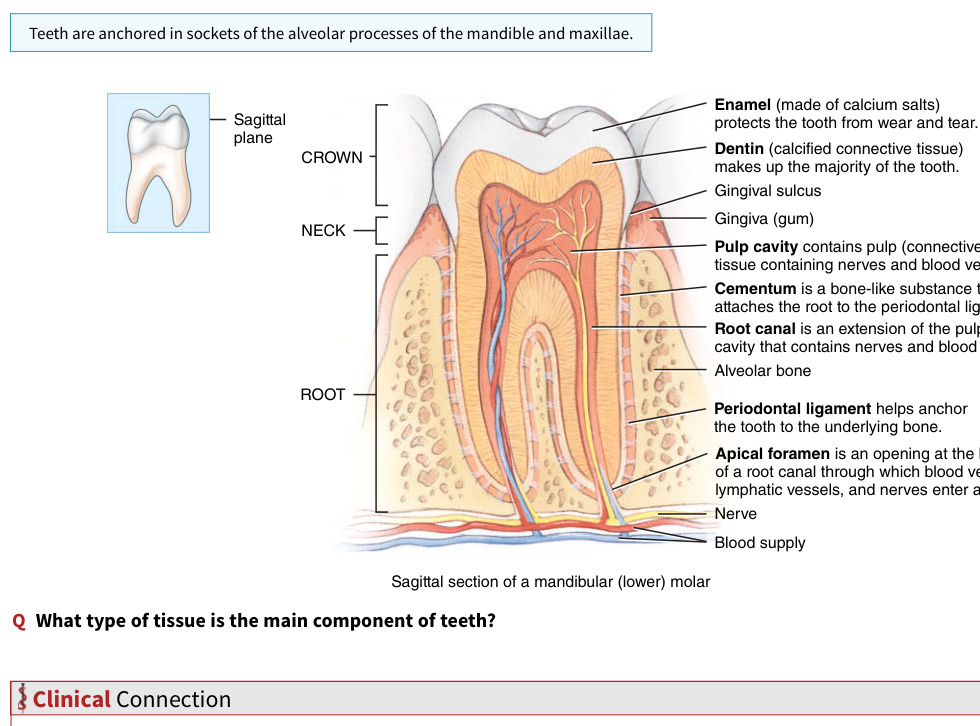 Teeth are anchored in sockets of the alveolar processes of the mandible and maxillae.
Sagittal
plane
CROWN
NECK
ROOT
Enamel (made of calcium salts)
protects the tooth from wear and tear.
Dentin (calcified connective tissue)
makes up the majority of the tooth.
Gingival sulcus
Gingiva (gum)
Pulp cavity contains pulp (connective
tissue containing nerves and blood ve
Cementum is a bone-like substance t
attaches the root to the periodontal lig
Root canal is an extension of the pulp
cavity that contains nerves and blood
Alveolar bone
Periodontal ligament helps anchor
the tooth to the underlying bone.
Apical foramen is an opening at the
of a root canal through which blood ve
lymphatic vessels, and nerves enter a
Nerve
Blood supply
Sagittal section of a mandibular (lower) molar
Q What type of tissue is the main component of teeth?
Clinical Connection